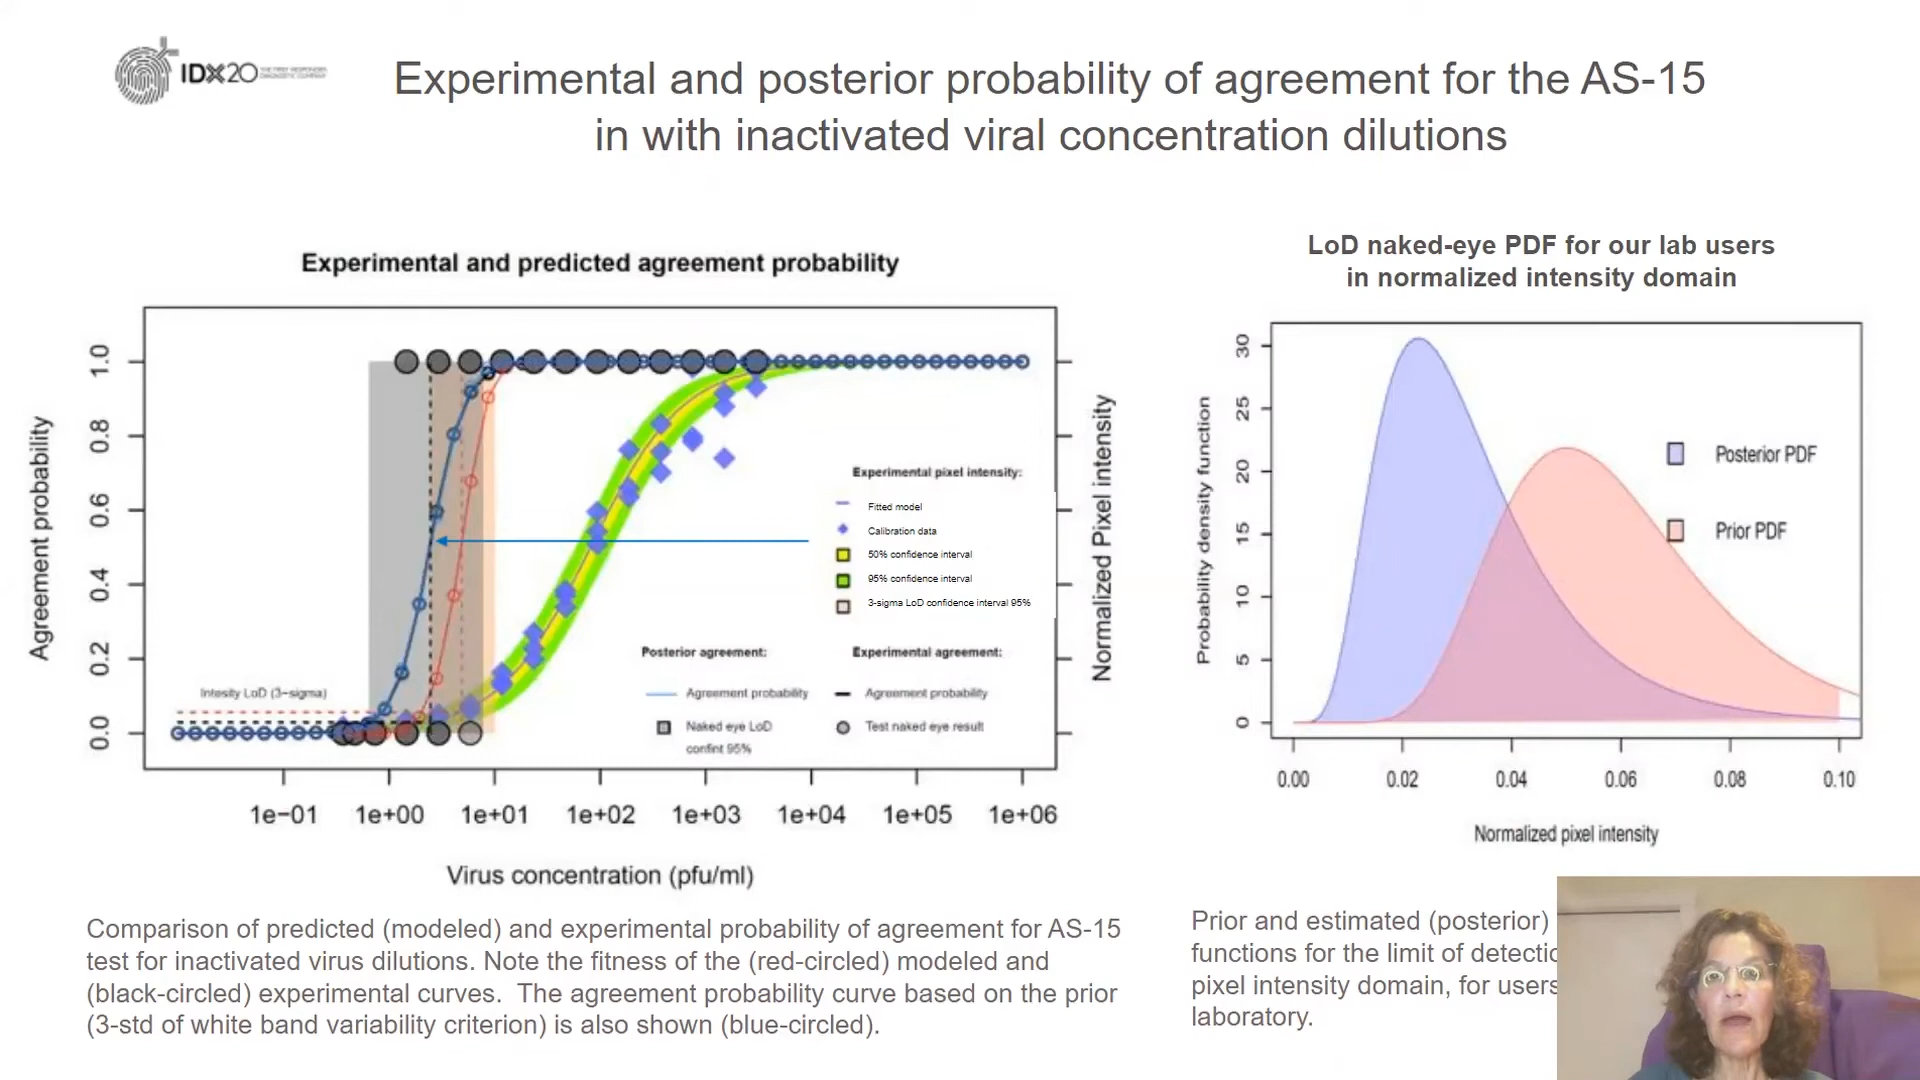 IDX20
THE FIRST RESPONDER
DIAGNOSTIC COMPANY
Experimental and posterior probability of agreement for the AS-15
in with inactivated viral concentration dilutions
Experimental and predicted agreement probability
Agreement probability
1.0
0.8
0.6
0.4
0.2
0.0
Intesity LoD (3-sigma)
Experimental pixel intensity:
Fitted model
Calibration data
50% confidence interval
95% confidence interval
3-sigma LoD confidence interval 95%
Posterior agreement:
Agreement probability
Naked eye LoD
confint 95%
Experimental agreement:
Agreement probability
Test naked eye result
Normalized Pixel intensity
1e-01 1e+00 1e+01 1e+02 1e+03 1e+04 1e+05 1e+06
Virus concentration (pfu/ml)
LoD naked-eye PDF for our lab users
in normalized intensity domain
Probability density function
30
25
20
15
10
5
0
Posterior PDF
Prior PDF
0.00 0.02 0.04 0.06 0.08 0.10
Normalized pixel intensity
Comparison of predicted (modeled) and experimental probability of agreement for AS-15
test for inactivated virus dilutions. Note the fitness of the (red-circled) modeled and
(black-circled) experimental curves. The agreement probability curve based on the prior
(3-std of white band variability criterion) is also shown (blue-circled).
Prior and estimated (posterior)
functions for the limit of detectio
pixel intensity domain, for users
laboratory.